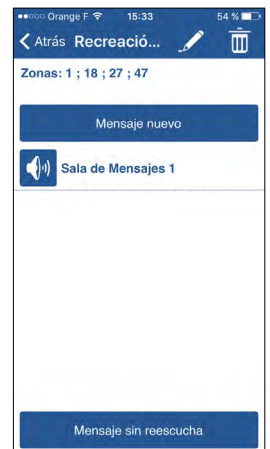 Orange F 15:33 54 %
Atrás Recreació...
Zonas: 1 ; 18 ; 27 ; 47
Mensaje nuevo
Sala de Mensajes 1
Mensaje sin reescucha